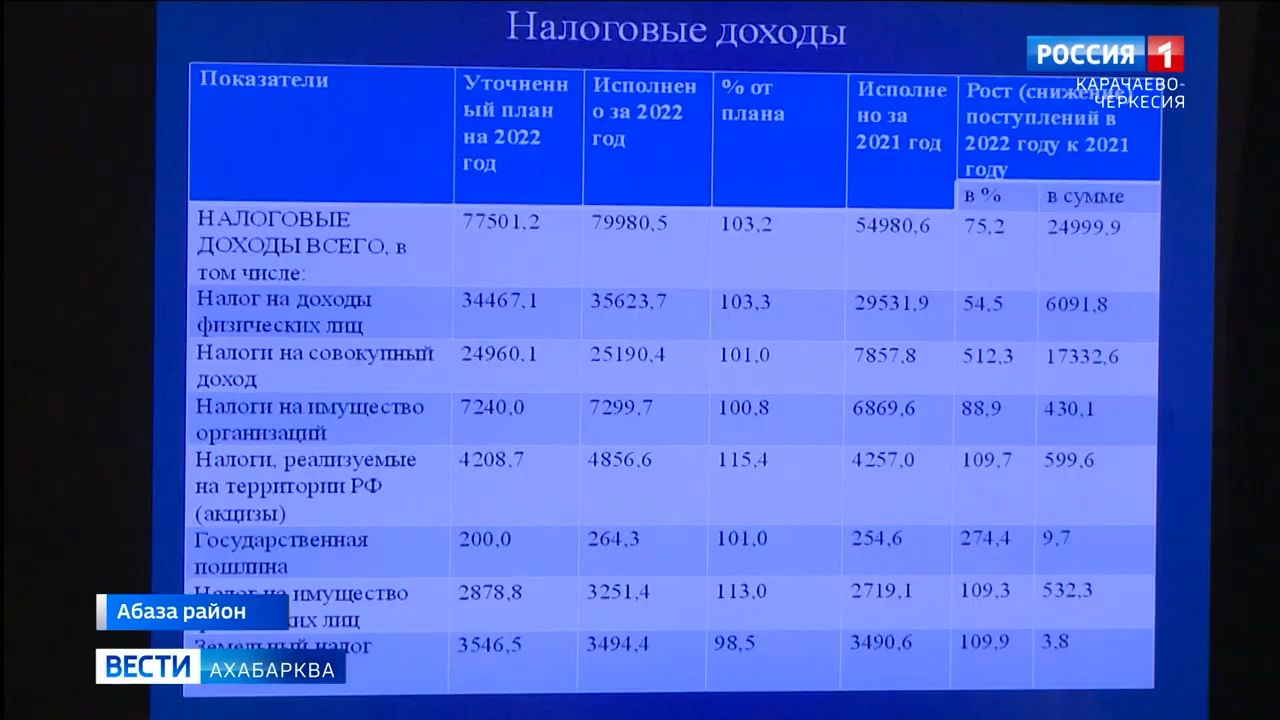 Налоговые доходы
РОССИЯ 1
КАРАЧАЕВО-
ЧЕРКЕСИЯ
Показатели
Уточненн
ый план
на 2022
год
Исполнен
о за 2022
год
% от
плана
Исполне
но за
2021 год
Рост (снижение)
поступлений в
2022 году к 2021
году
в %
в сумме
НАЛОГОВЫЕ
ДОХОДЫ ВСЕГО, в
том числе:
77501,2
79980,5
103,2
54980,6
75,2
24999,9
Налог на доходы
физических лиц
34467,1
35623,7
103,3
29531,9
54,5
6091,8
Налоги на совокупный
доход
24960,1
25190,4
101,0
7857,8
512,3
17332,6
Налоги на имущество
организаций
7240,0
7299,7
100,8
6869,6
88,9
430,1
Налоги, реализуемые
на территории РФ
(акцизы)
4208,7
4856,6
115,4
4257,0
109,7
599,6
Государственная
пошлина
200,0
264,3
101,0
254,6
274,4
9,7
Налог на имущество
лиц
2878,8
3251,4
113,0
2719,1
109,3
532,3
Земельный налог
3546,5
3494,4
98,5
3490,6
109,9
3,8
Абаза район
ВЕСТИ АХАБАРКВА